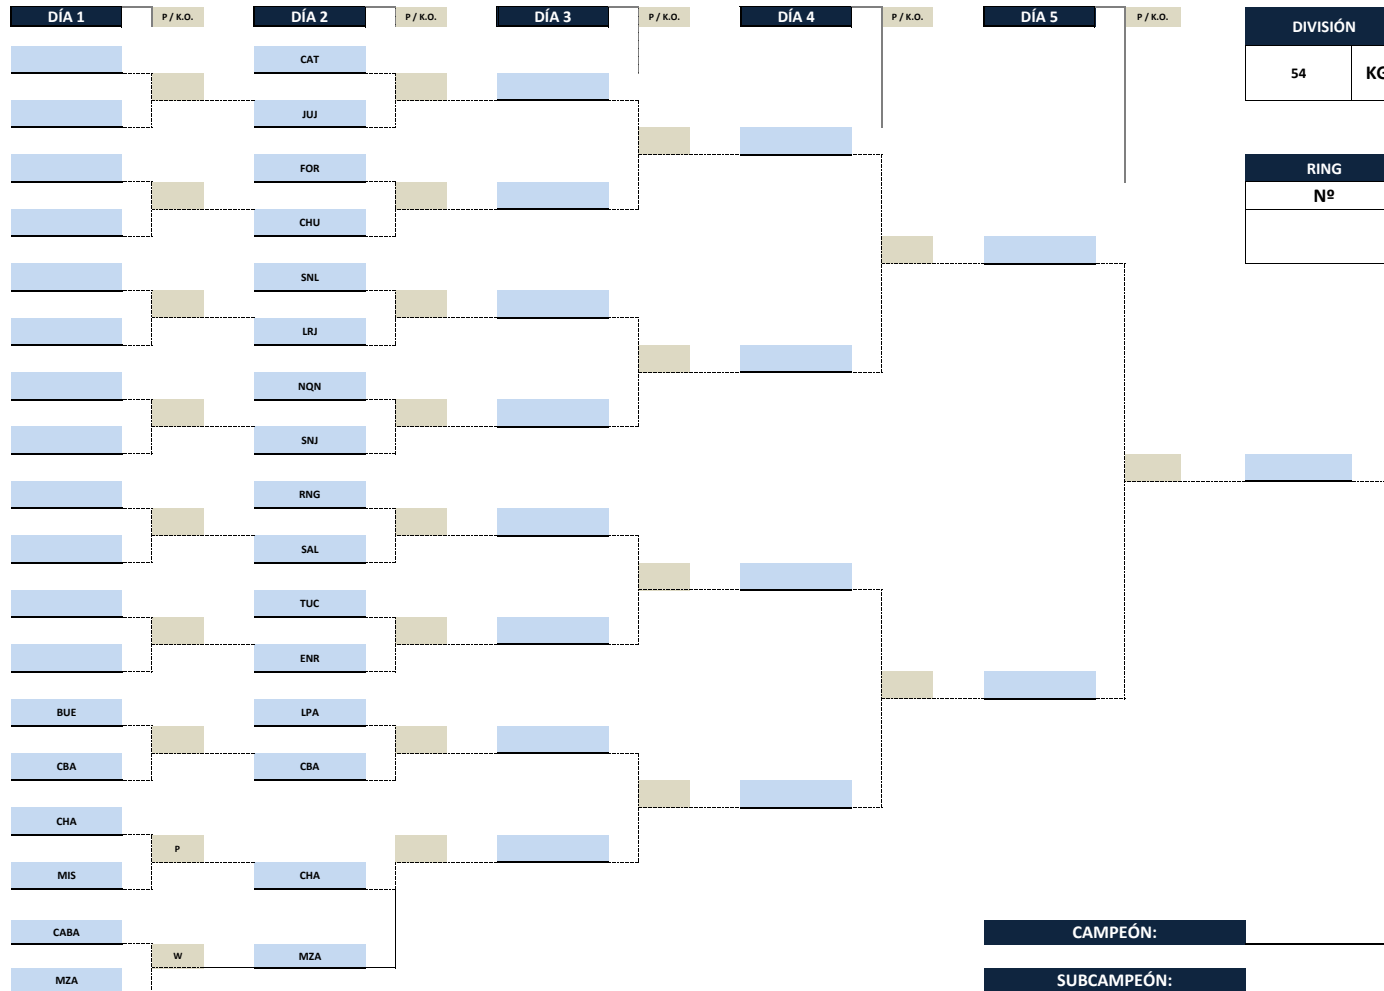 DÍA 1 P / K.O. DÍA 2 P / K.O. DÍA 3 P / K.O. DÍA 4 P / K.O. DÍA 5 P / K.O.
DIVISIÓN
CAT
54 KG
JUJ
FOR
RING
Nº
CHU
SNL
LRJ
NQN
SNJ
RNG
SAL
TUC
ENR
BUE LPA
CBA CBA
CHA
P
MIS CHA
CABA
CAMPEÓN:
W MZA
MZA
SUBCAMPEÓN: